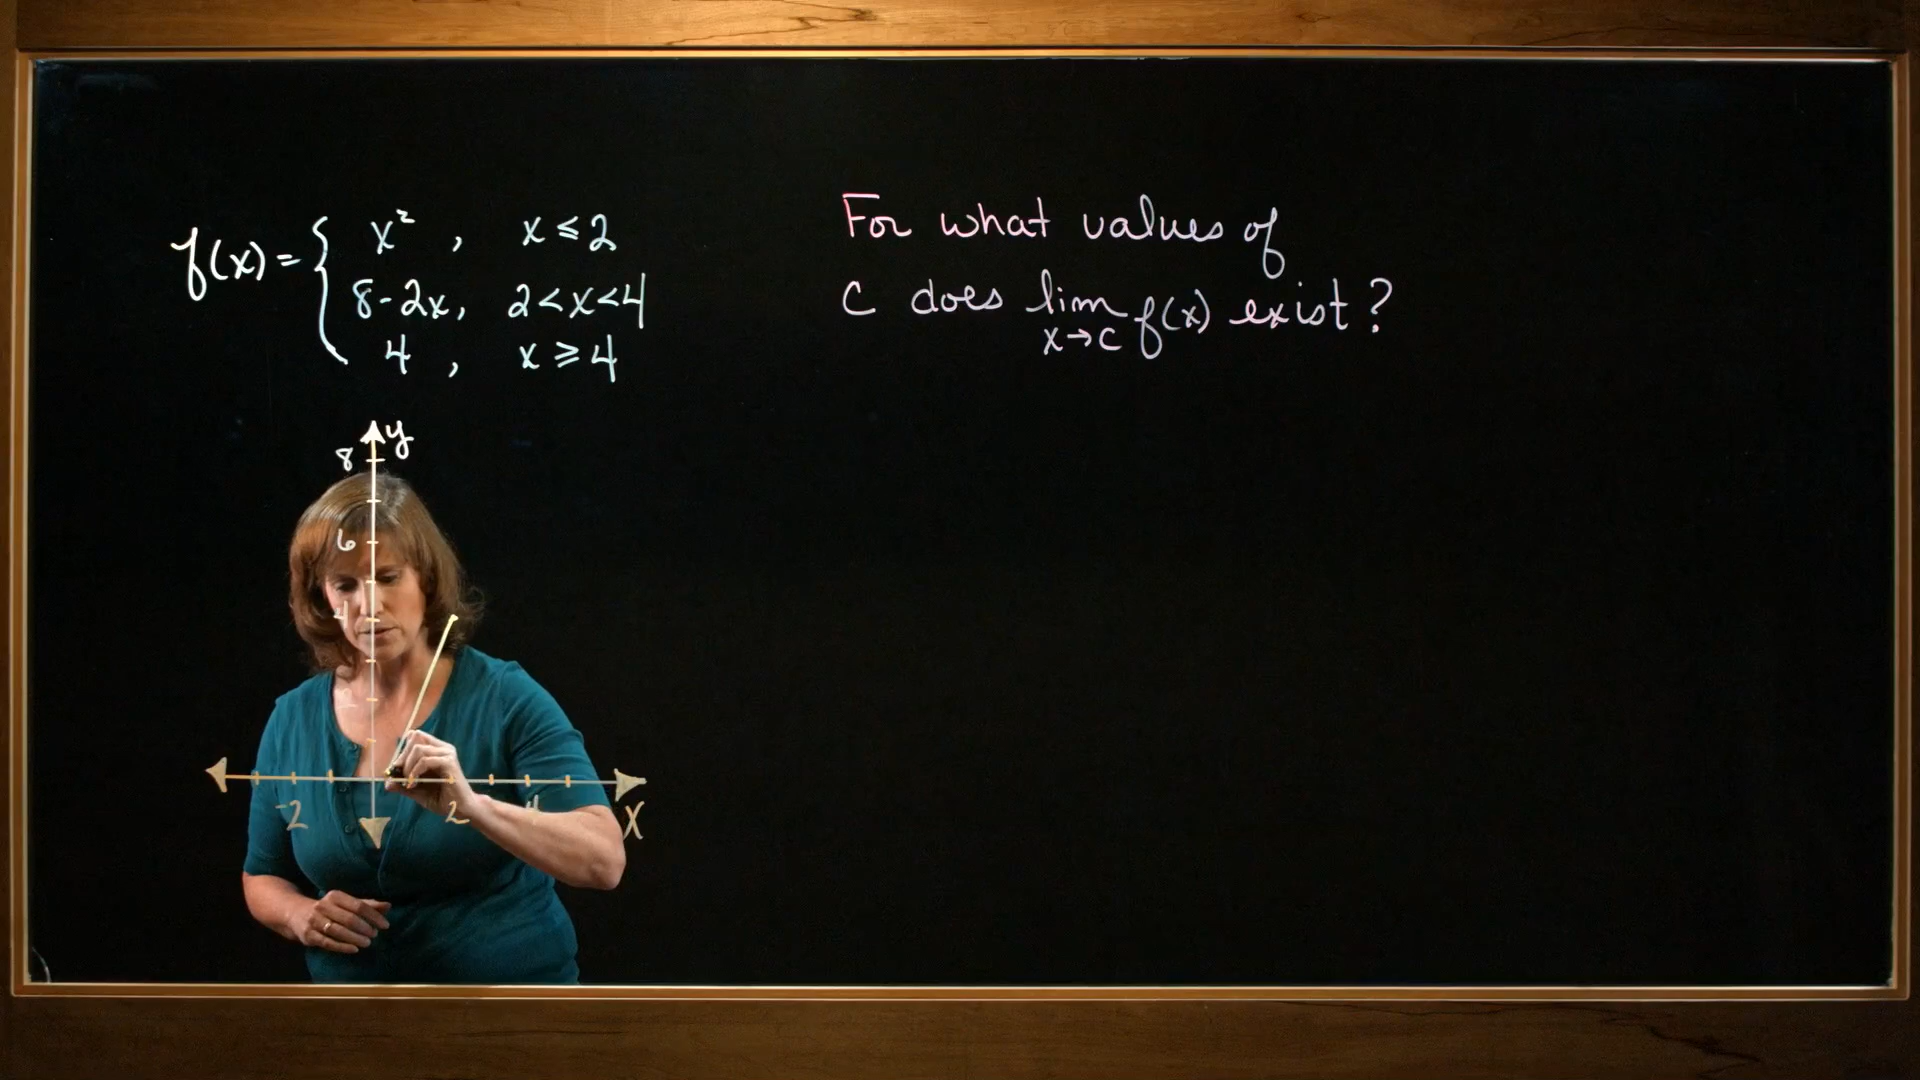 f(x) = { x², x ≤ 2
8-2x, 2<x<4
4, x ≥ 4
For what values of
c does lim f(x) exist?
x→c
y
8
6
4
2
-2 2 4 x